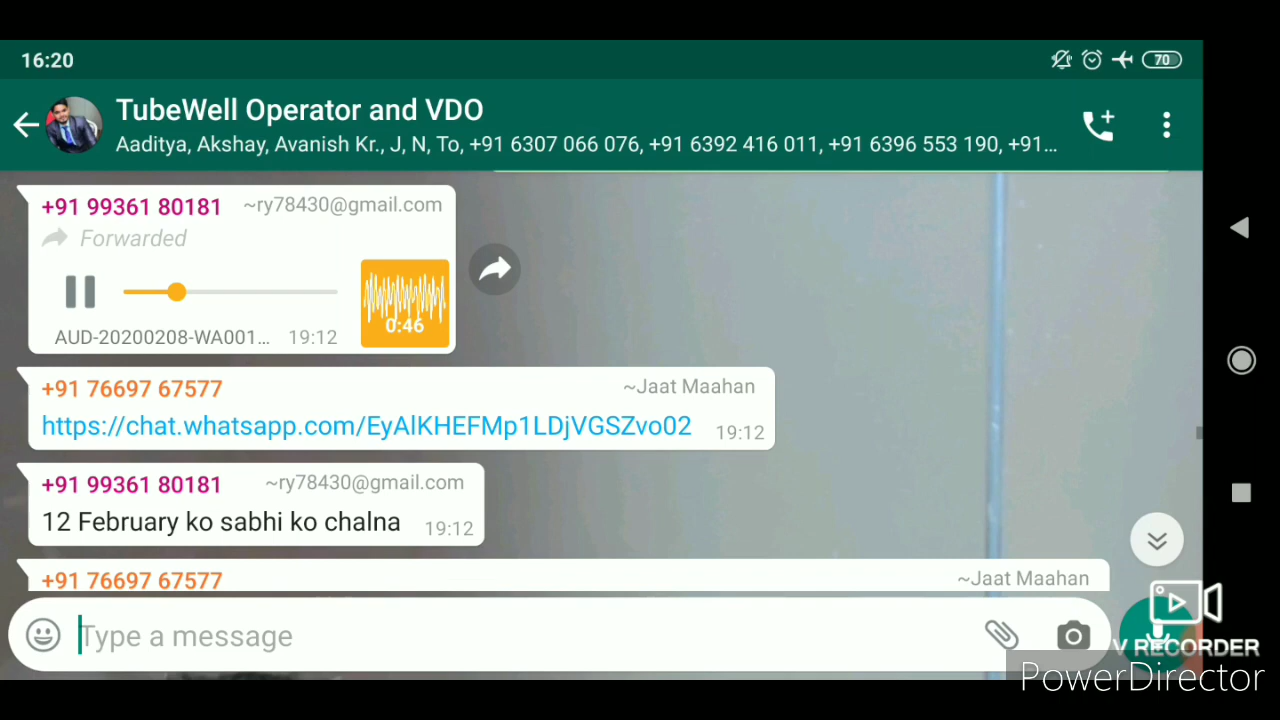 16:20
70
TubeWell Operator and VDO
Aaditya, Akshay, Avanish Kr., J, N, To, +91 6307 066 076, +91 6392 416 011, +91 6396 553 190, +91...
+91 99361 80181 ~ry78430@gmail.com
Forwarded
0:46
AUD-20200208-WA001... 19:12
+91 76697 67577 ~Jaat Maahan
https://chat.whatsapp.com/EyAlKHEFMp1LDjVGSZvo02 19:12
+91 99361 80181 ~ry78430@gmail.com
12 February ko sabhi ko chalna 19:12
+91 76697 67577 ~Jaat Maahan
Type a message
V RECORDER
PowerDirector